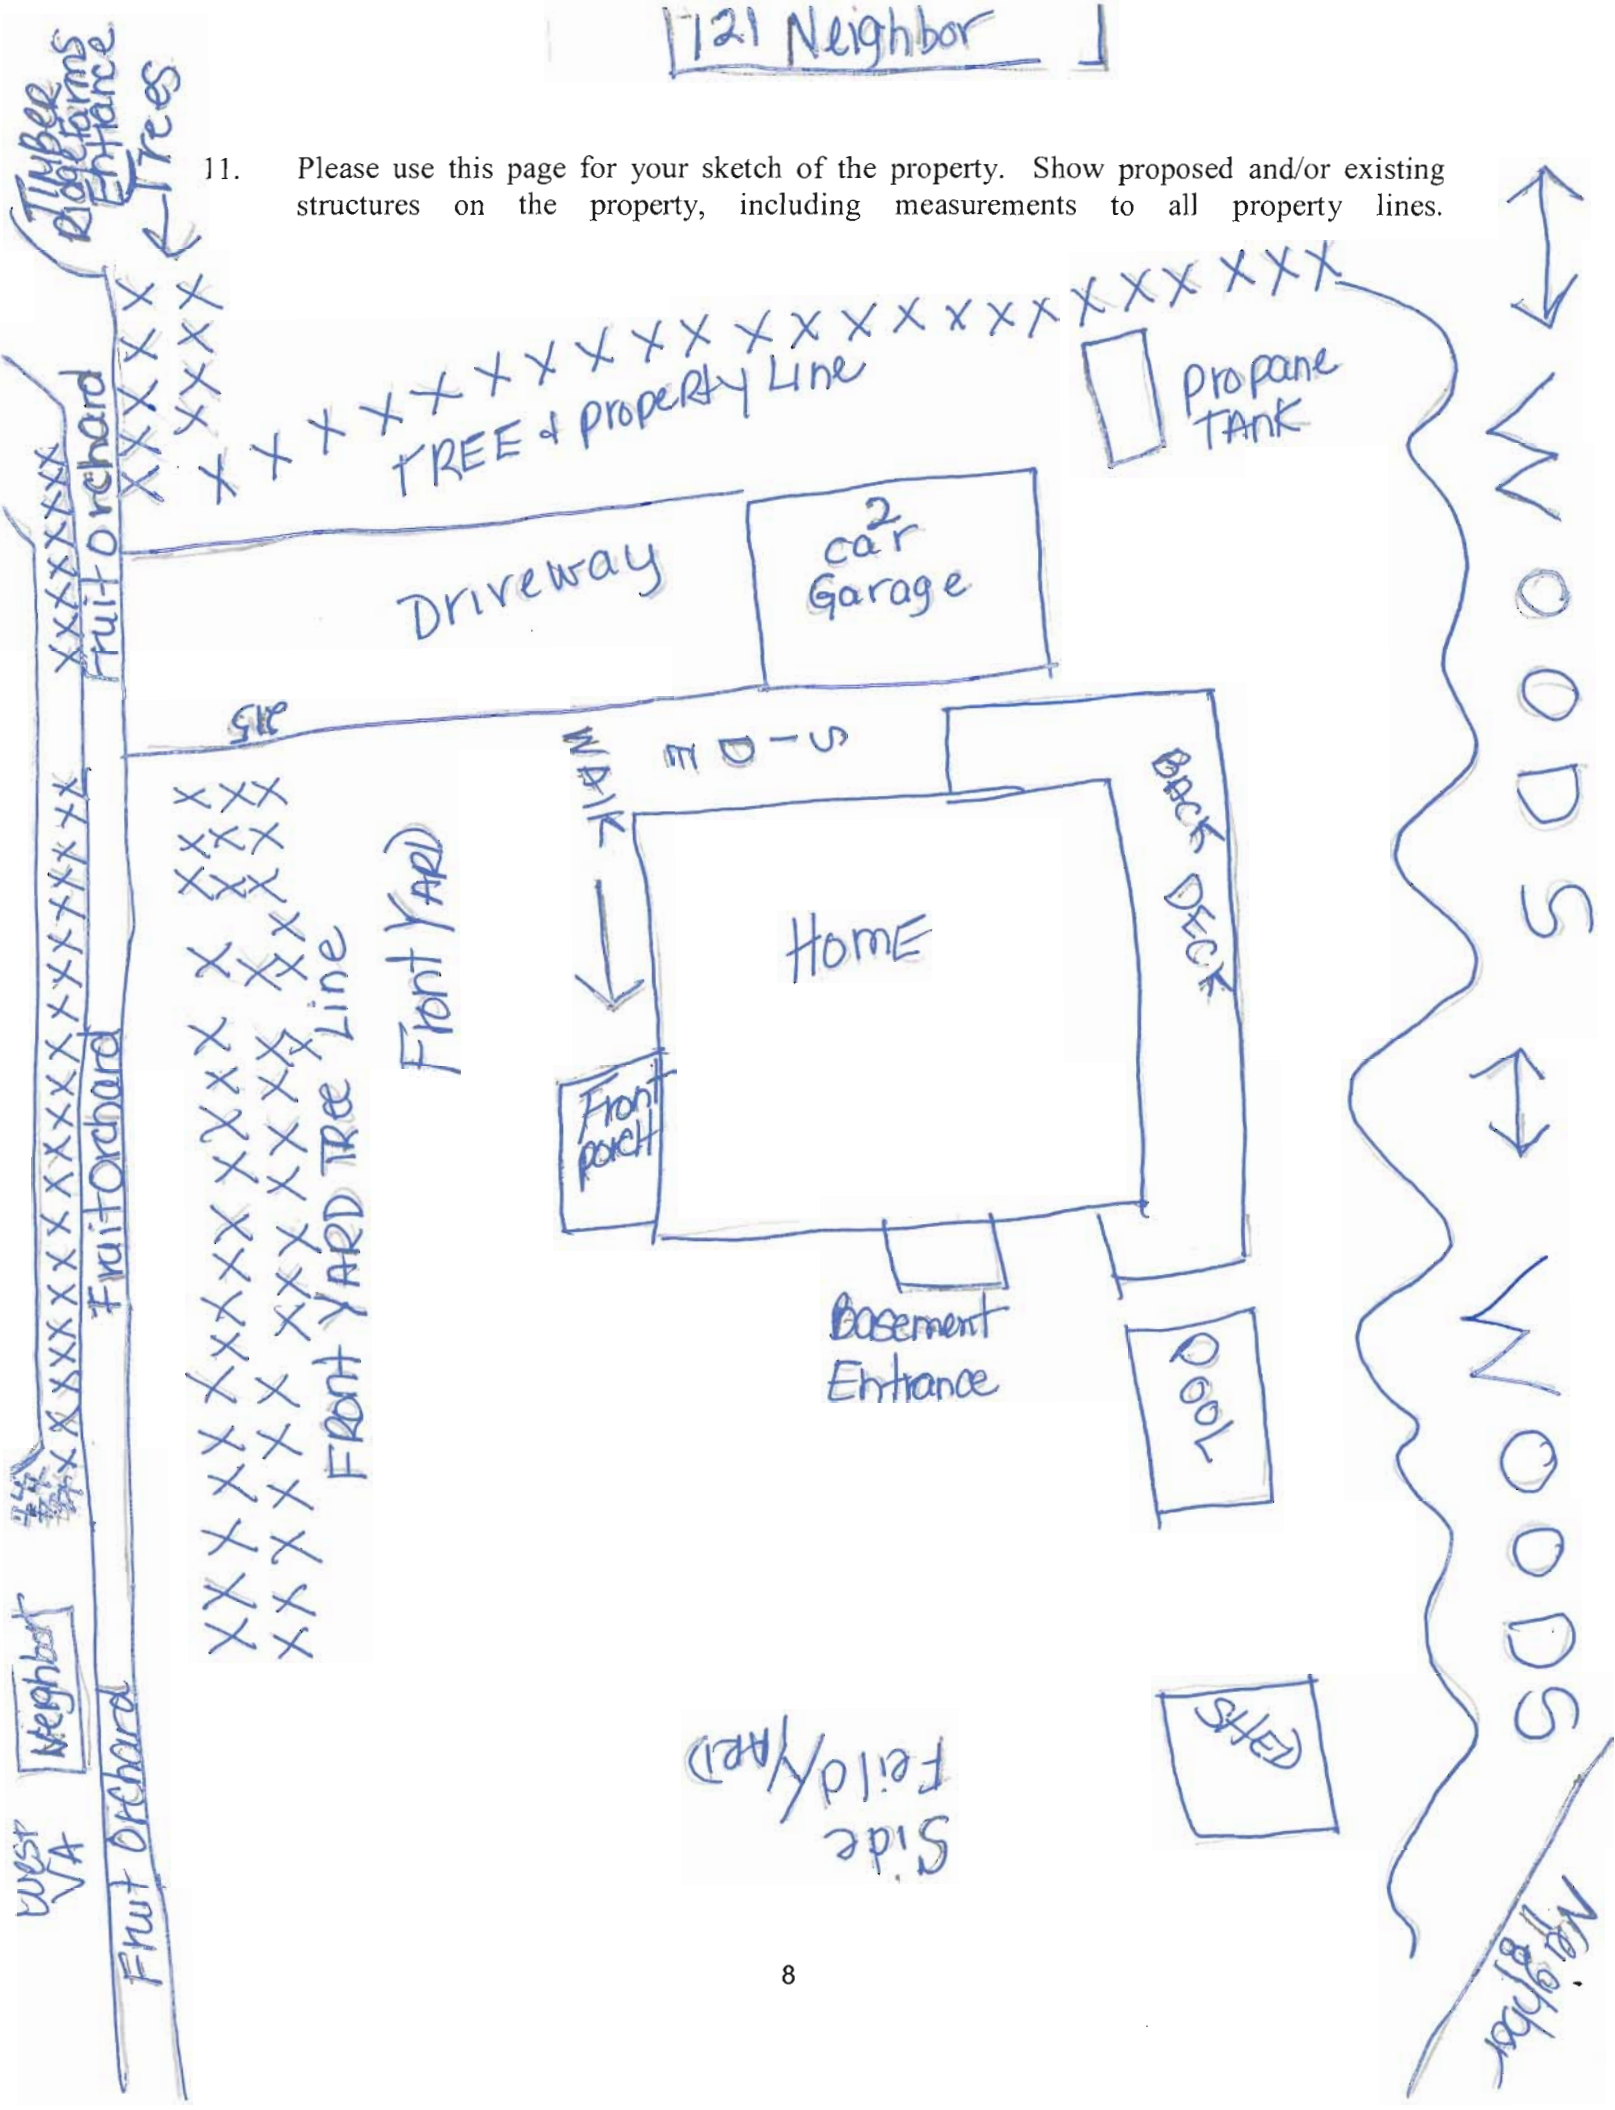 121 Neighbor
Tymber
Ridge Farms
Entrance
Trees
11. Please use this page for your sketch of the property. Show proposed and/or existing
structures on the property, including measurements to all property lines.
propane
TANK
TREE & propeRty Line
2
car
Garage
Driveway
Fruit Orchard
WOODS
215
WALK
SIDE
BACK DECK
Front YARD
HOME
FRONT YARD TRee Line
Front
porch
Fruit Orchard
Basement
Entrance
POOL
WOODS
Neighbor
West
VA
Fruit Orchard
SHED
Side
Feild/YARD
Neighbor
8